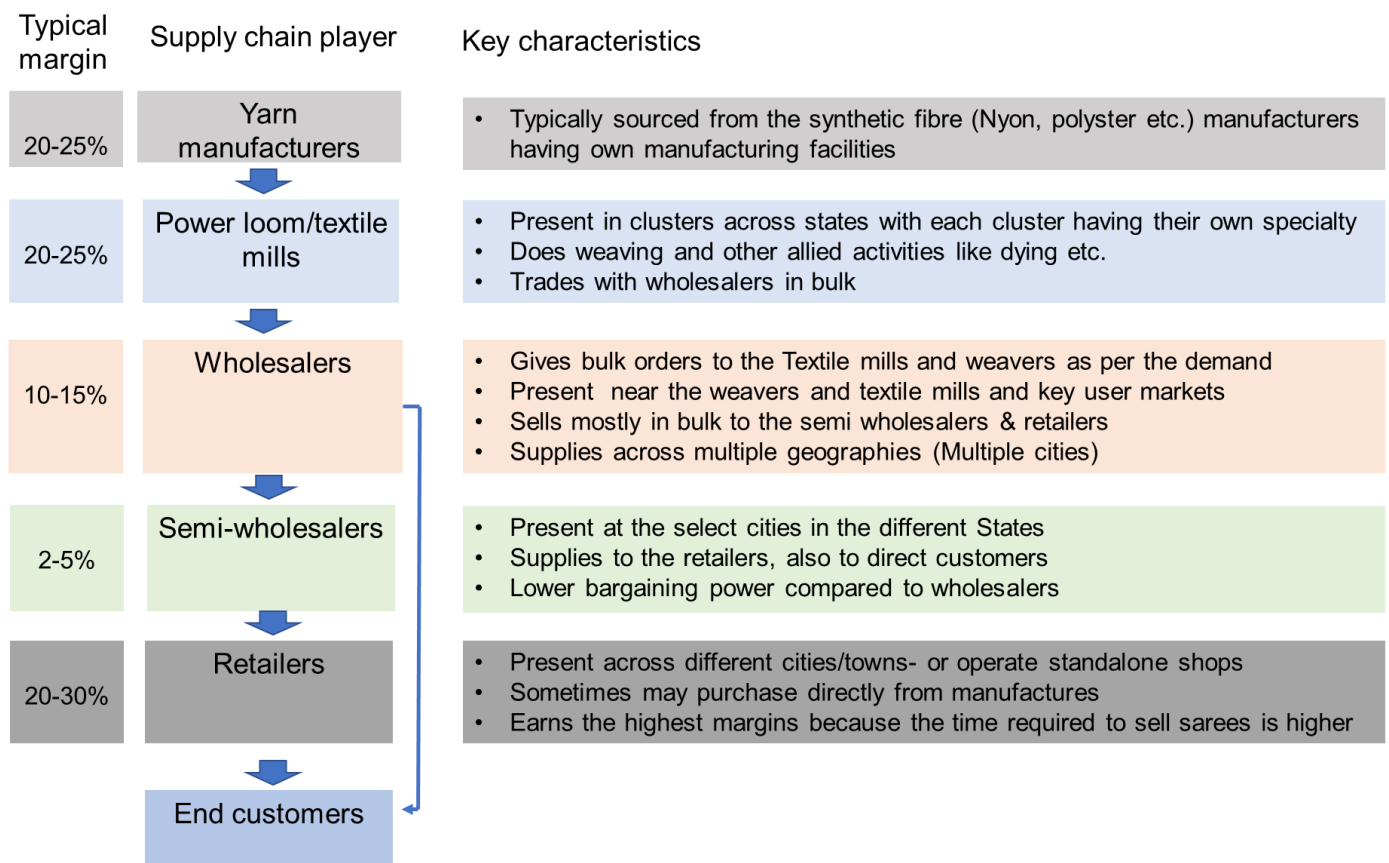 Typical
margin
Supply chain player
Key characteristics
20-25%
Yarn
manufacturers
• Typically sourced from the synthetic fibre (Nyon, polyster etc.) manufacturers
having own manufacturing facilities
20-25%
Power loom/textile
mills
• Present in clusters across states with each cluster having their own specialty
• Does weaving and other allied activities like dying etc.
• Trades with wholesalers in bulk
10-15%
Wholesalers
• Gives bulk orders to the Textile mills and weavers as per the demand
• Present near the weavers and textile mills and key user markets
• Sells mostly in bulk to the semi wholesalers & retailers
• Supplies across multiple geographies (Multiple cities)
2-5%
Semi-wholesalers
• Present at the select cities in the different States
• Supplies to the retailers, also to direct customers
• Lower bargaining power compared to wholesalers
20-30%
Retailers
• Present across different cities/towns- or operate standalone shops
• Sometimes may purchase directly from manufactures
• Earns the highest margins because the time required to sell sarees is higher
End customers